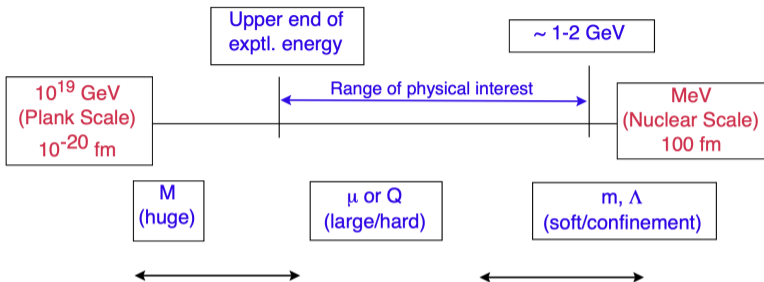 Upper end of
exptl. energy
~ 1-2 GeV
Range of physical interest
10^19 GeV
(Plank Scale)
10^-20 fm
MeV
(Nuclear Scale)
100 fm
M
(huge)
μ or Q
(large/hard)
m, Λ
(soft/confinement)